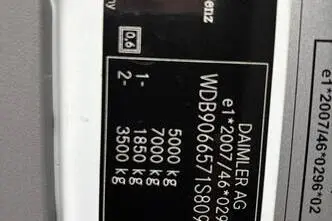 DAIMLER AG
e1*2007/46*029
WDB9066571S809
5000 kg
7000 kg
1- 1850 kg
2- 3500 kg
0,6
enz
e1*2007/46*0296*02